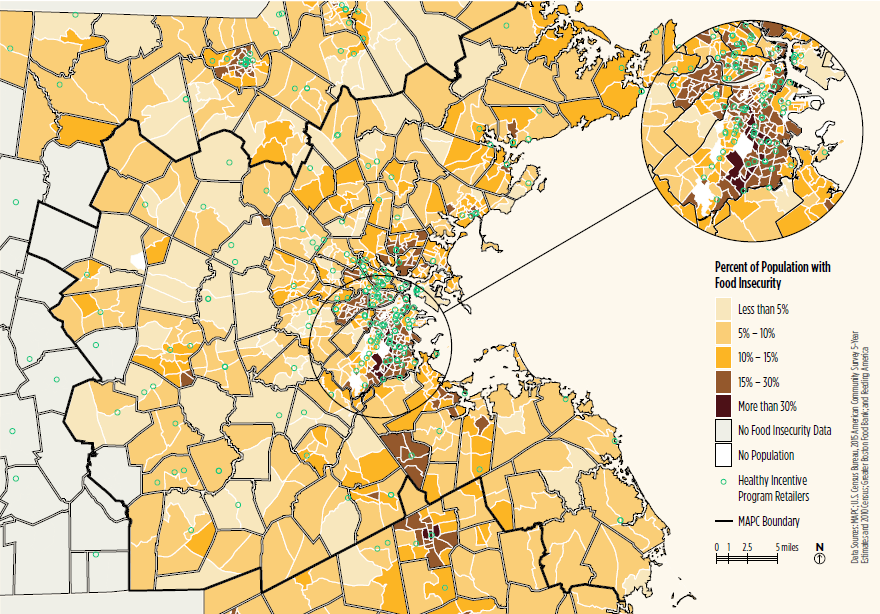 Percent of Population with
Food Insecurity
Less than 5%
5% – 10%
10% – 15%
15% – 30%
More than 30%
No Food Insecurity Data
No Population
Healthy Incentive
Program Retailers
MAPC Boundary
0 1 2.5 5 miles
N
Data Sources: MAPC; U.S. Census Bureau, 2015 American Community Survey 5-Year
Estimates and 2010 Census; Greater Boston Food Bank; and Feeding America